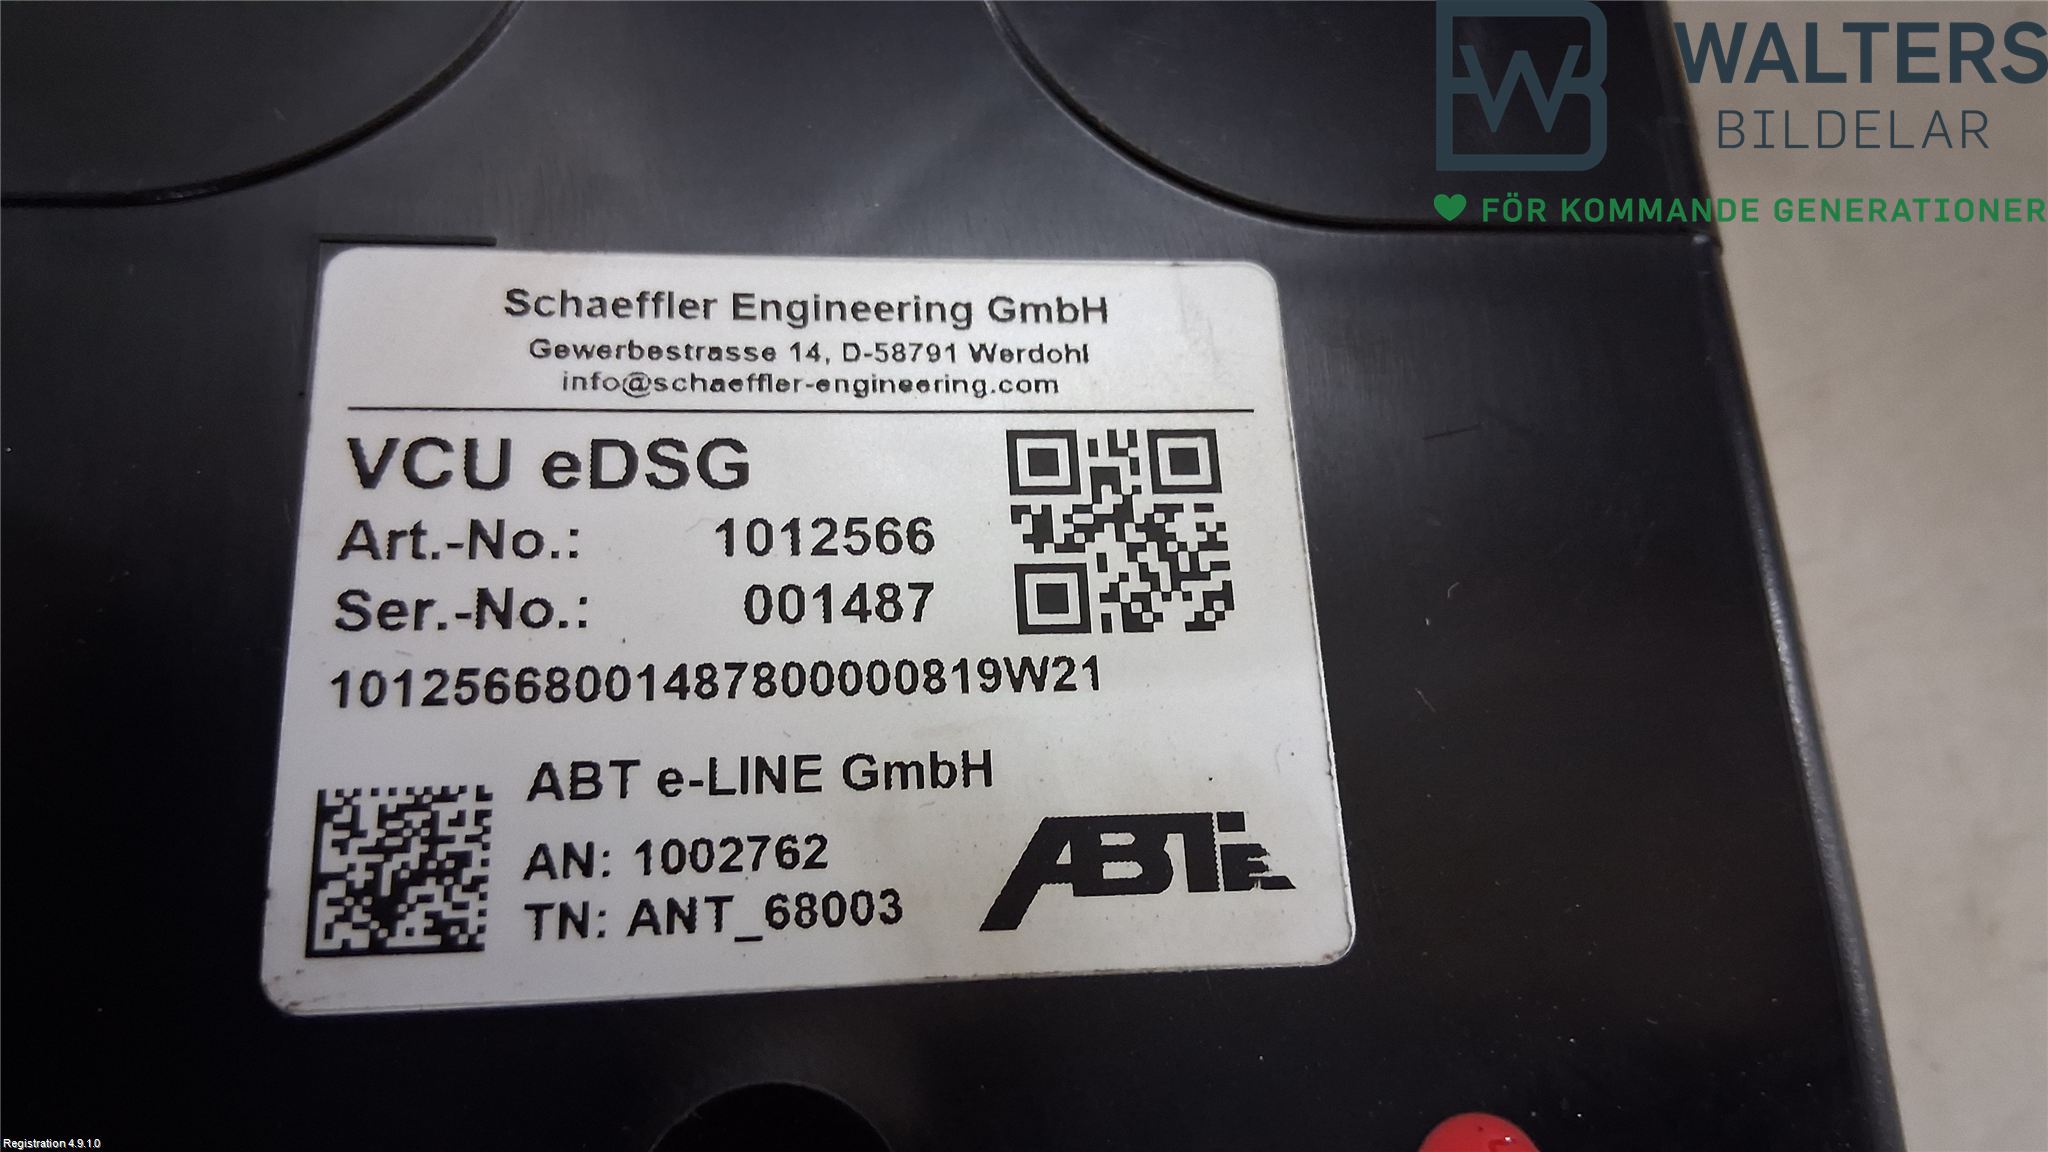 WALTERS
BILDELAR
FÖR KOMMANDE GENERATIONER
Schaeffler Engineering GmbH
Gewerbestrasse 14, D-58791 Werdohl
info@schaeffler-engineering.com
VCU eDSG
Art.-No.: 1012566
Ser.-No.: 001487
10125668001487800000819W21
ABT e-LINE GmbH
AN: 1002762
TN: ANT_68003
ABT e
Registration 4.9.1.0